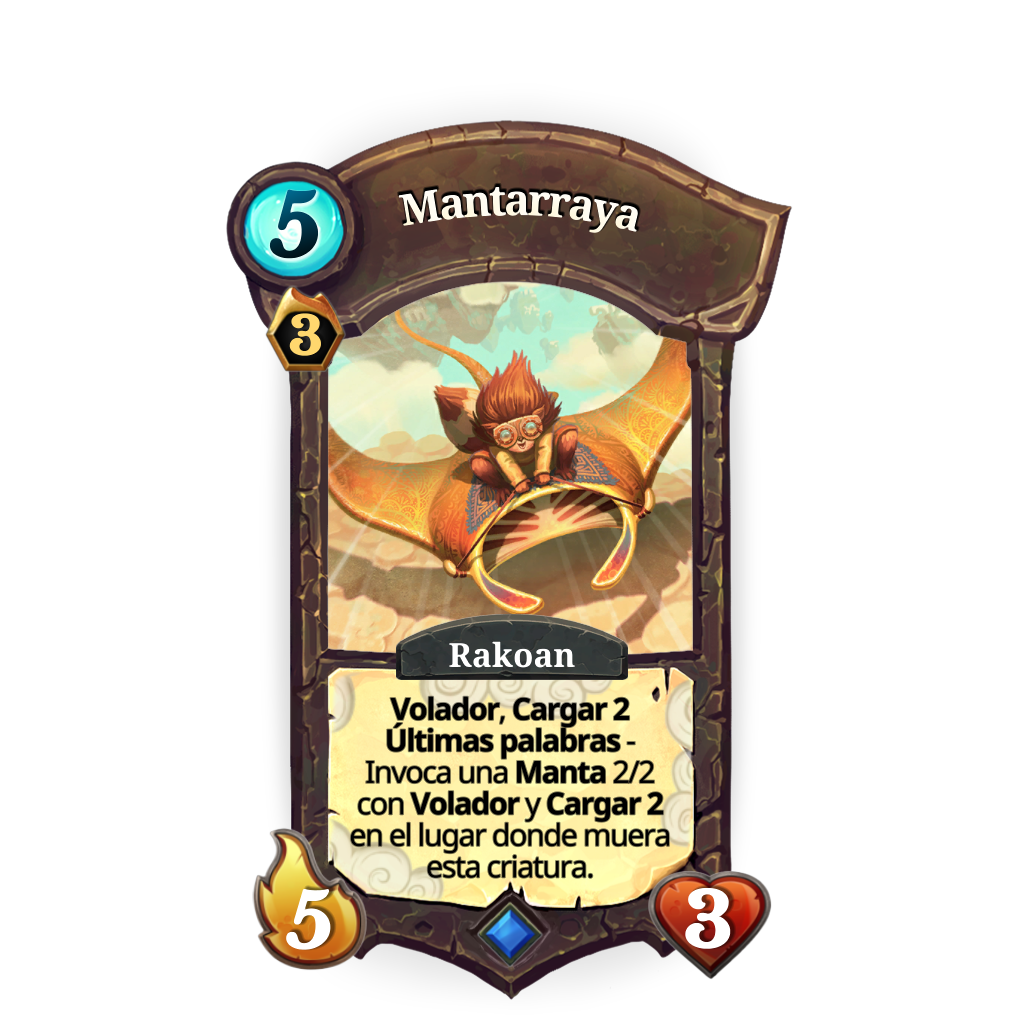 Mantarraya
5
3
Rakoan
Volador, Cargar 2
Últimas palabras -
Invoca una Manta 2/2
con Volador y Cargar 2
en el lugar donde muera
esta criatura.
5
3